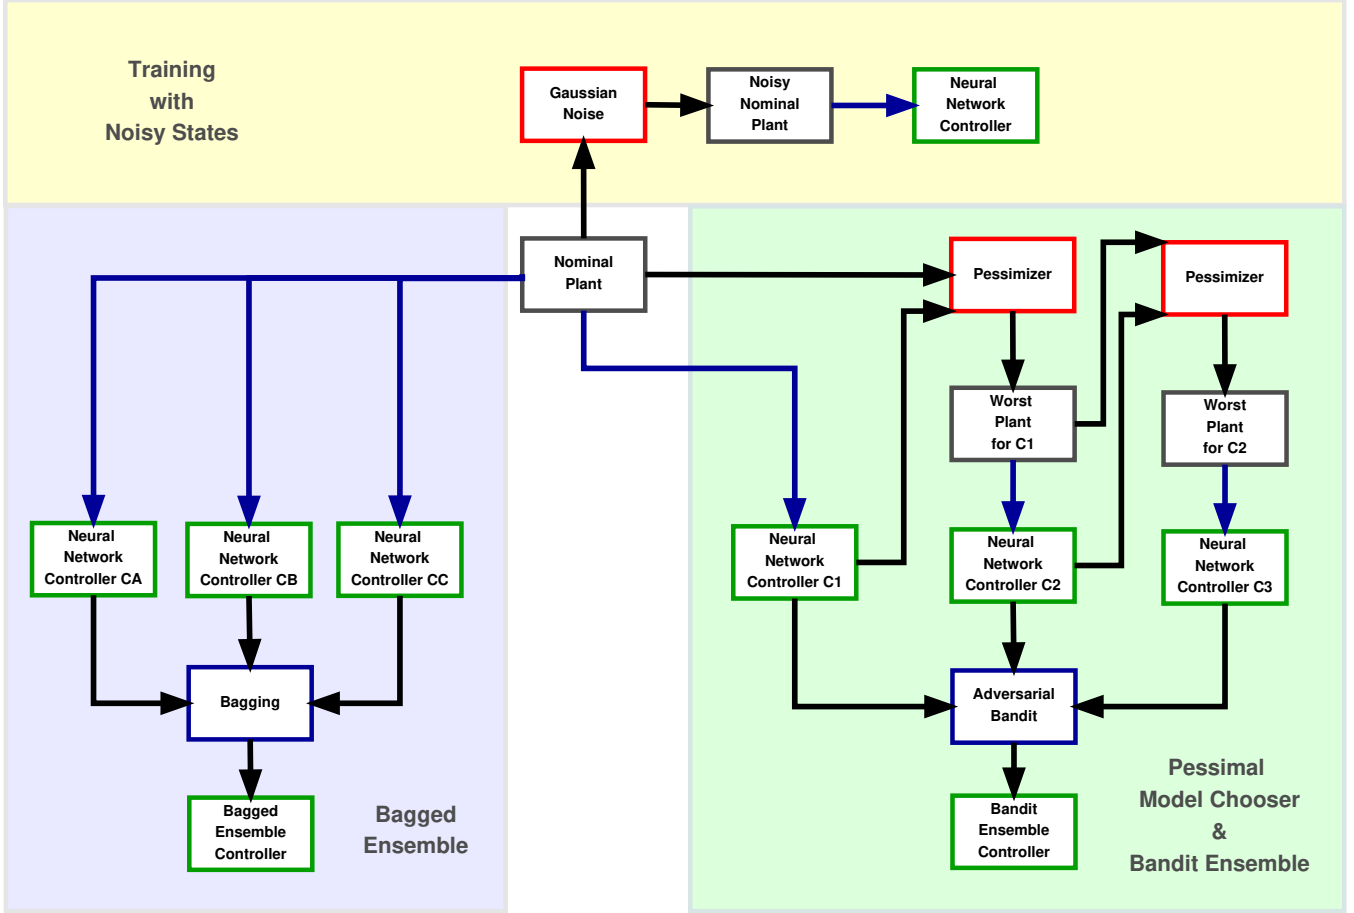 Training
with
Noisy States
Gaussian
Noise
Noisy
Nominal
Plant
Neural
Network
Controller
Nominal
Plant
Pessimizer
Pessimizer
Worst
Plant
for C1
Worst
Plant
for C2
Neural
Network
Controller CA
Neural
Network
Controller CB
Neural
Network
Controller CC
Neural
Network
Controller C1
Neural
Network
Controller C2
Neural
Network
Controller C3
Bagging
Adversarial
Bandit
Bagged
Ensemble
Controller
Bagged
Ensemble
Bandit
Ensemble
Controller
Pessimal
Model Chooser
&
Bandit Ensemble